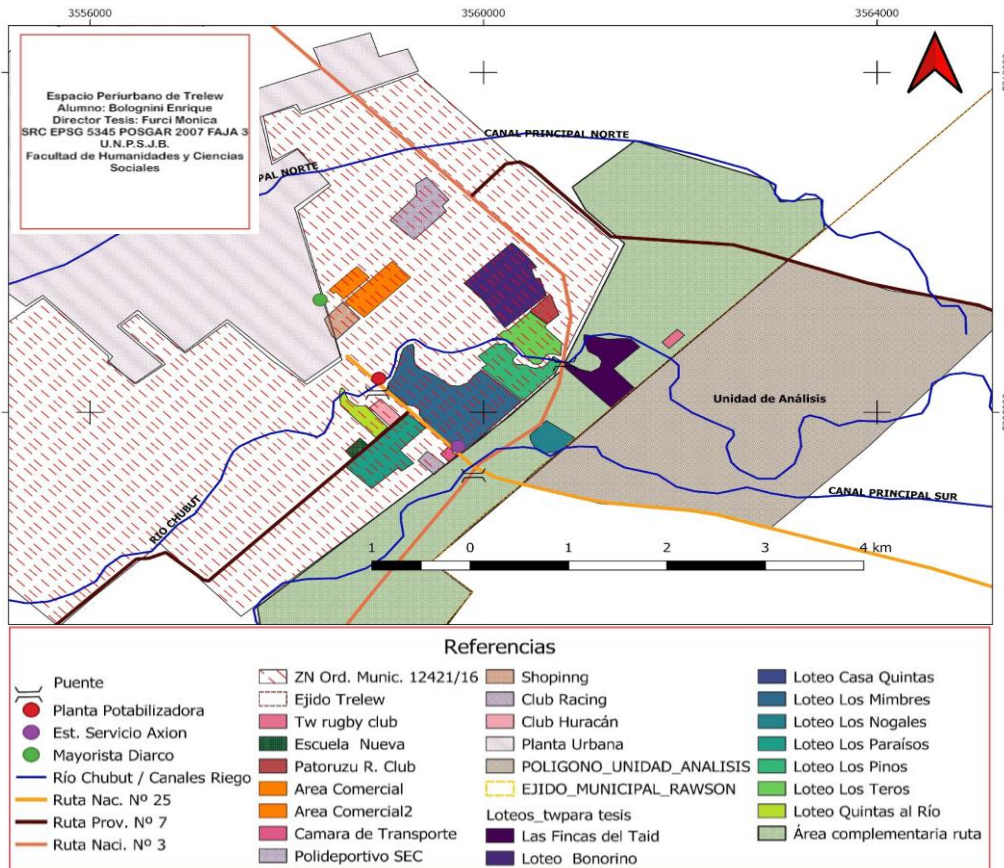 3556000
3560000
3564000
Espacio Periurbano de Trelew
Alumno: Bolognini Enrique
Director Tesis: Furci Monica
SRC EPSG 5345 POSGAR 2007 FAJA 3
U.N.P.S.J.B.
Facultad de Humanidades y Ciencias
Sociales
CANAL PRINCIPAL NORTE
PAL NORTE
Unidad de Análisis
CANAL PRINCIPAL SUR
RIO CHUBUT
1 0 1 2 3 4 km
Referencias
Puente
Planta Potabilizadora
Est. Servicio Axion
Mayorista Diarco
Río Chubut / Canales Riego
Ruta Nac. Nº 25
Ruta Prov. Nº 7
Ruta Naci. Nº 3
ZN Ord. Munic. 12421/16
Ejido Trelew
Tw rugby club
Escuela Nueva
Patoruzu R. Club
Area Comercial
Area Comercial2
Camara de Transporte
Polideportivo SEC
Shopinng
Club Racing
Club Huracán
Planta Urbana
POLIGONO_UNIDAD_ANALISIS
EJIDO_MUNICIPAL_RAWSON
Loteos_twpara tesis
Las Fincas del Taid
Loteo Bonorino
Loteo Casa Quintas
Loteo Los Mimbres
Loteo Los Nogales
Loteo Los Paraísos
Loteo Los Pinos
Loteo Los Teros
Loteo Quintas al Río
Área complementaria ruta